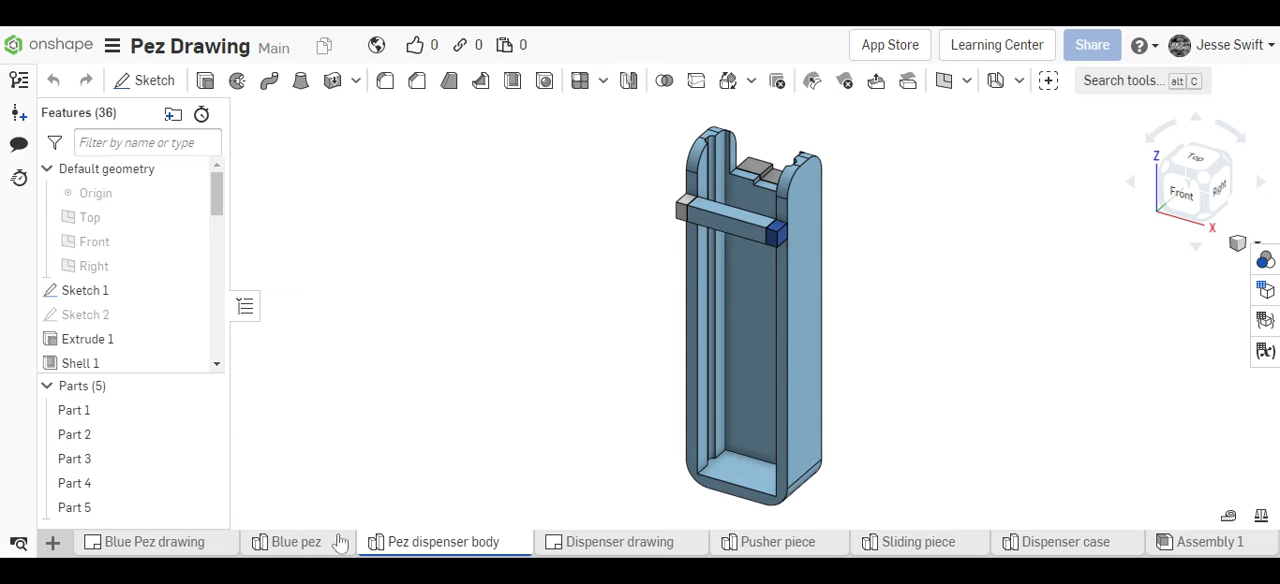 onshape Pez Drawing Main 0 0 0 App Store Learning Center Share Jesse Swift
Sketch Search tools... alt C
Features (36)
Filter by name or type
Default geometry
Origin
Top
Front
Right
Sketch 1
Sketch 2
Extrude 1
Shell 1
Parts (5)
Part 1
Part 2
Part 3
Part 4
Part 5
Z
Top
Front
Right
X
Blue Pez drawing Blue pez Pez dispenser body Dispenser drawing Pusher piece Sliding piece Dispenser case Assembly 1